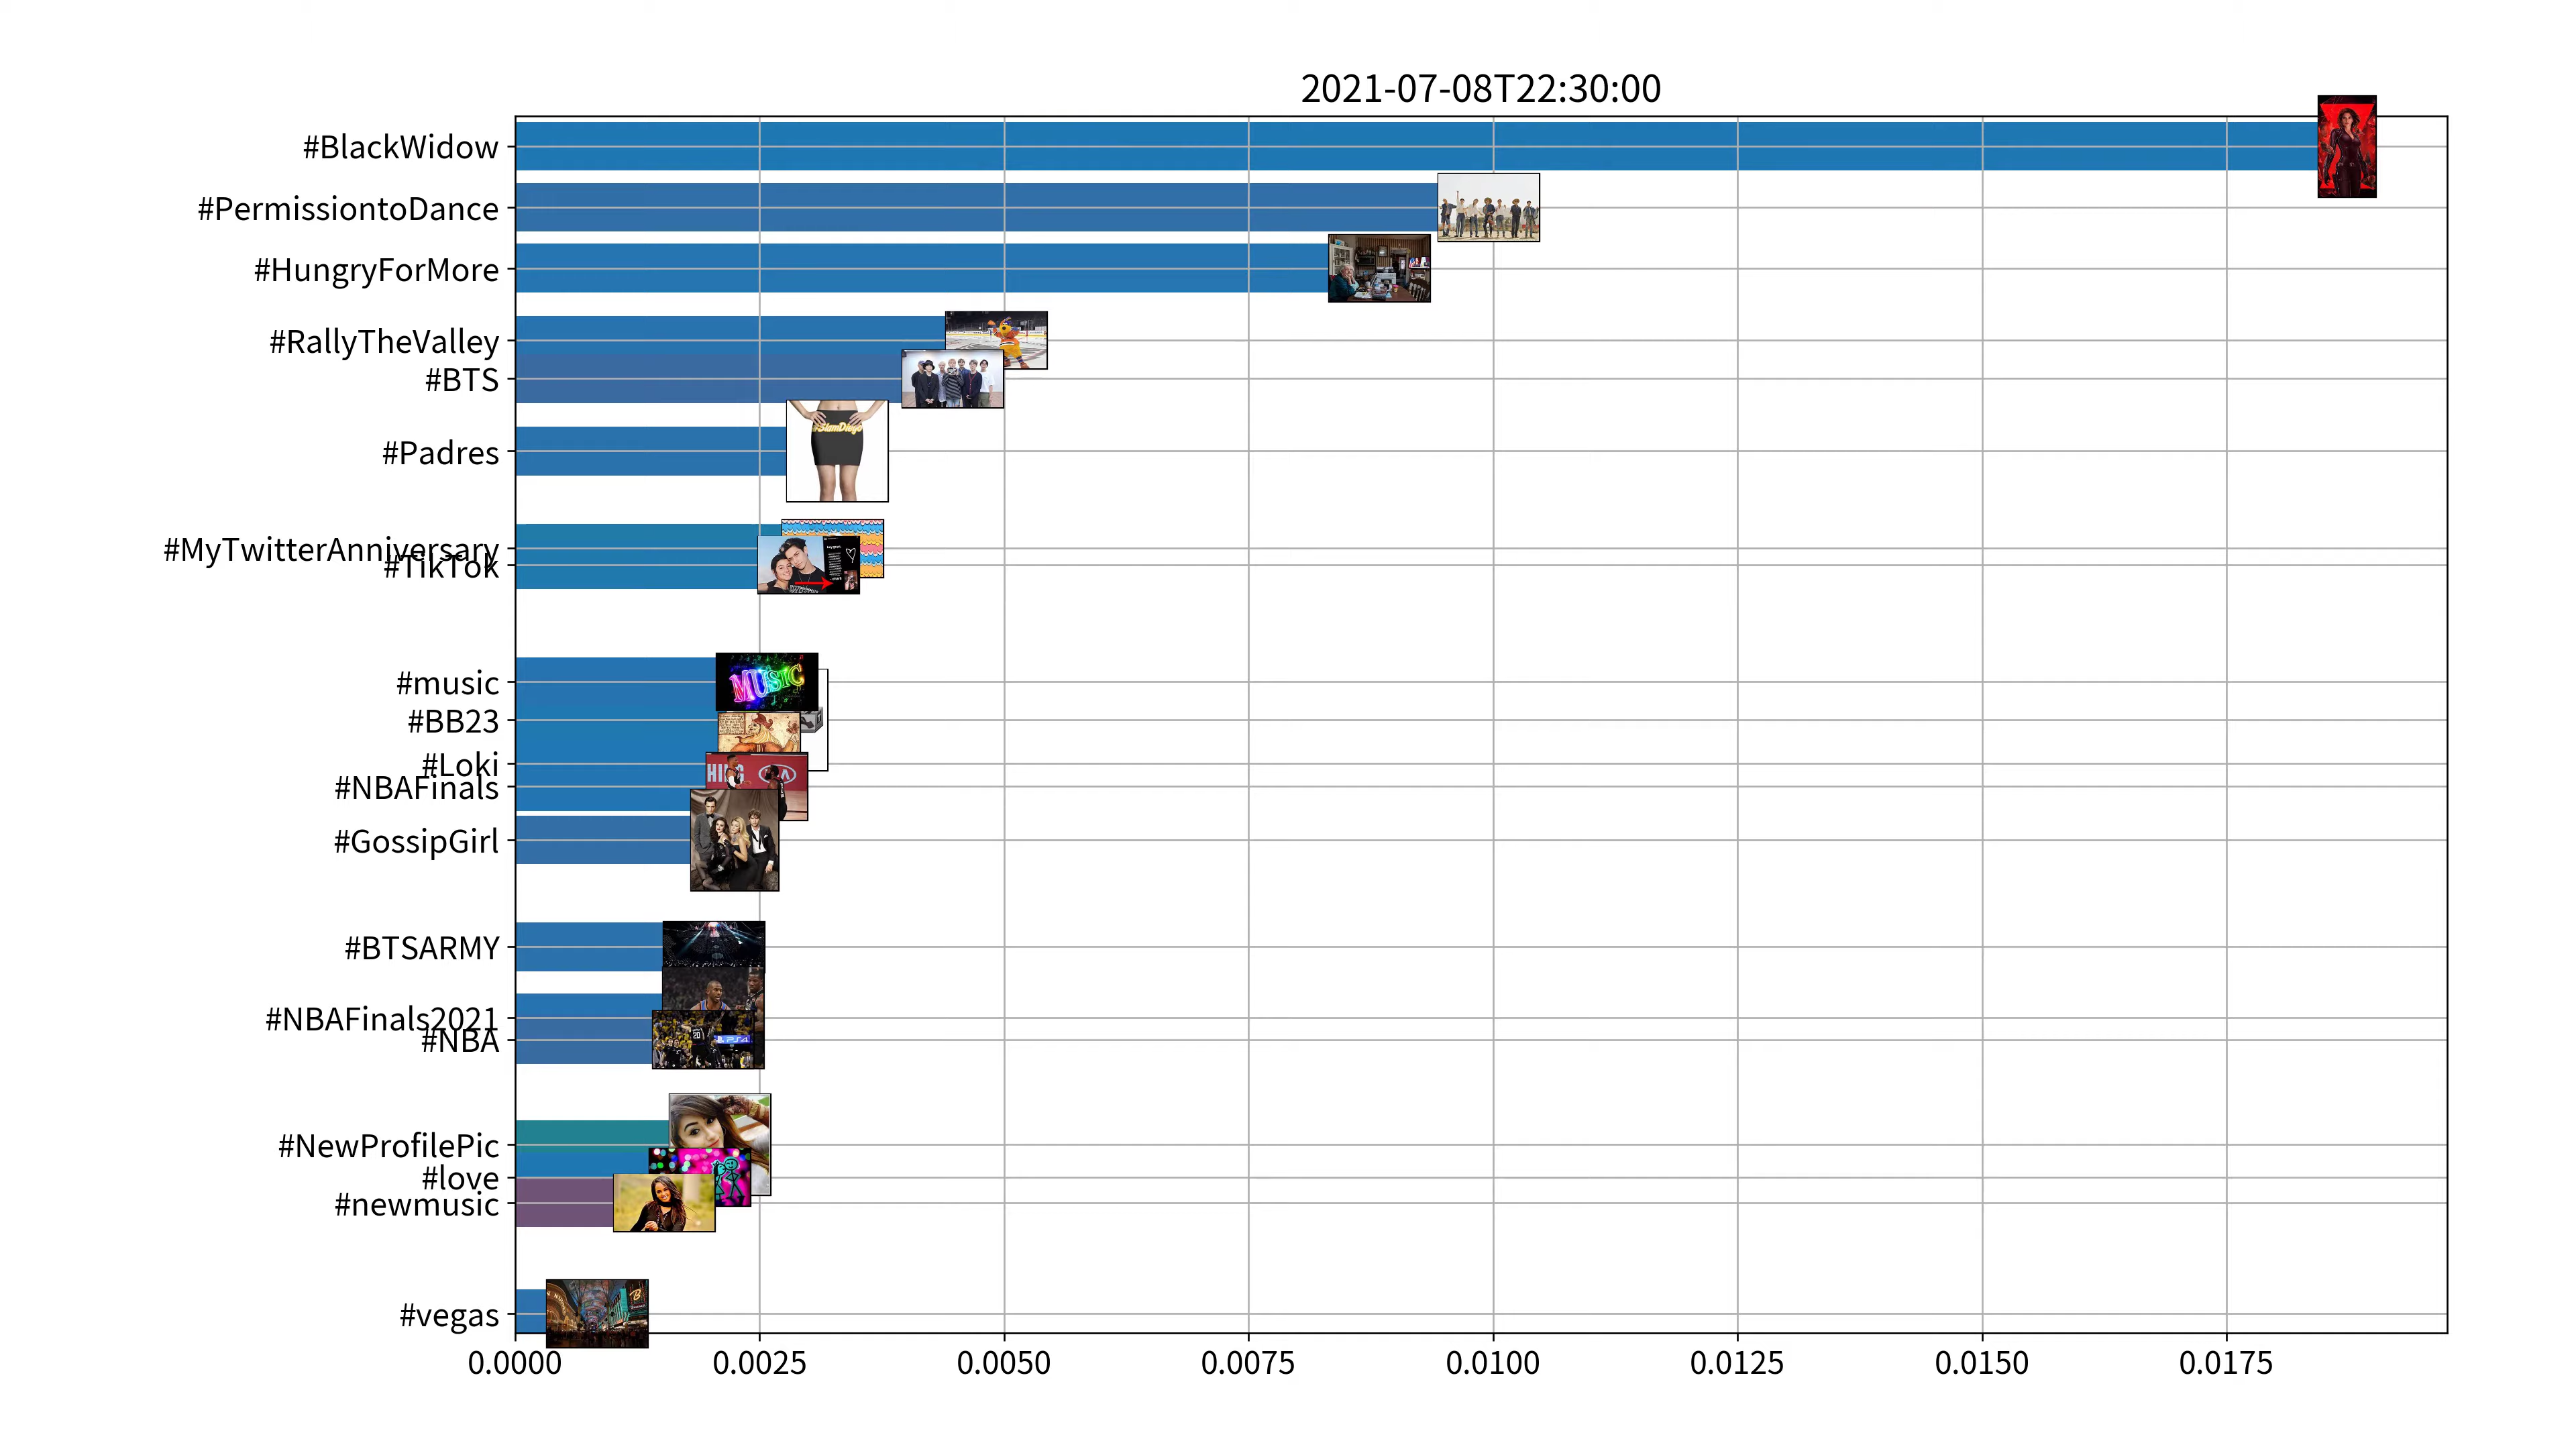 2021-07-08T22:30:00
#BlackWidow
#PermissiontoDance
#HungryForMore
#RallyTheValley
#BTS
#Padres
#SlamDiego
#MyTwitterAnniversary
#TikTok
#music
MUSIC
#BB23
#Loki
#NBAFinals
#GossipGirl
#BTSARMY
#NBAFinals2021
#NBA
#NewProfilePic
#love
#newmusic
#vegas
0.0000 0.0025 0.0050 0.0075 0.0100 0.0125 0.0150 0.0175